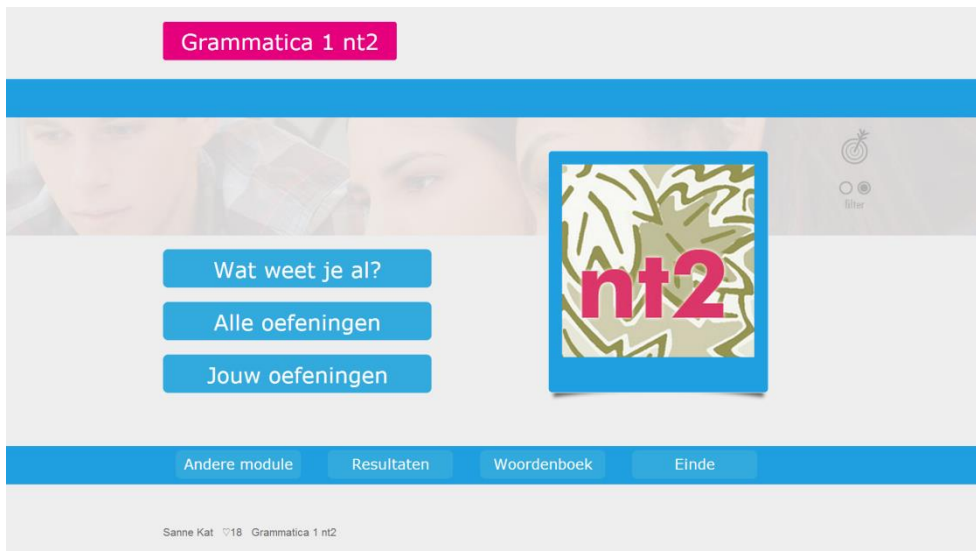 Grammatica 1 nt2
filter
nt2
Wat weet je al?
Alle oefeningen
Jouw oefeningen
Andere module Resultaten Woordenboek Einde
Sanne Kat ♡18 Grammatica 1 nt2